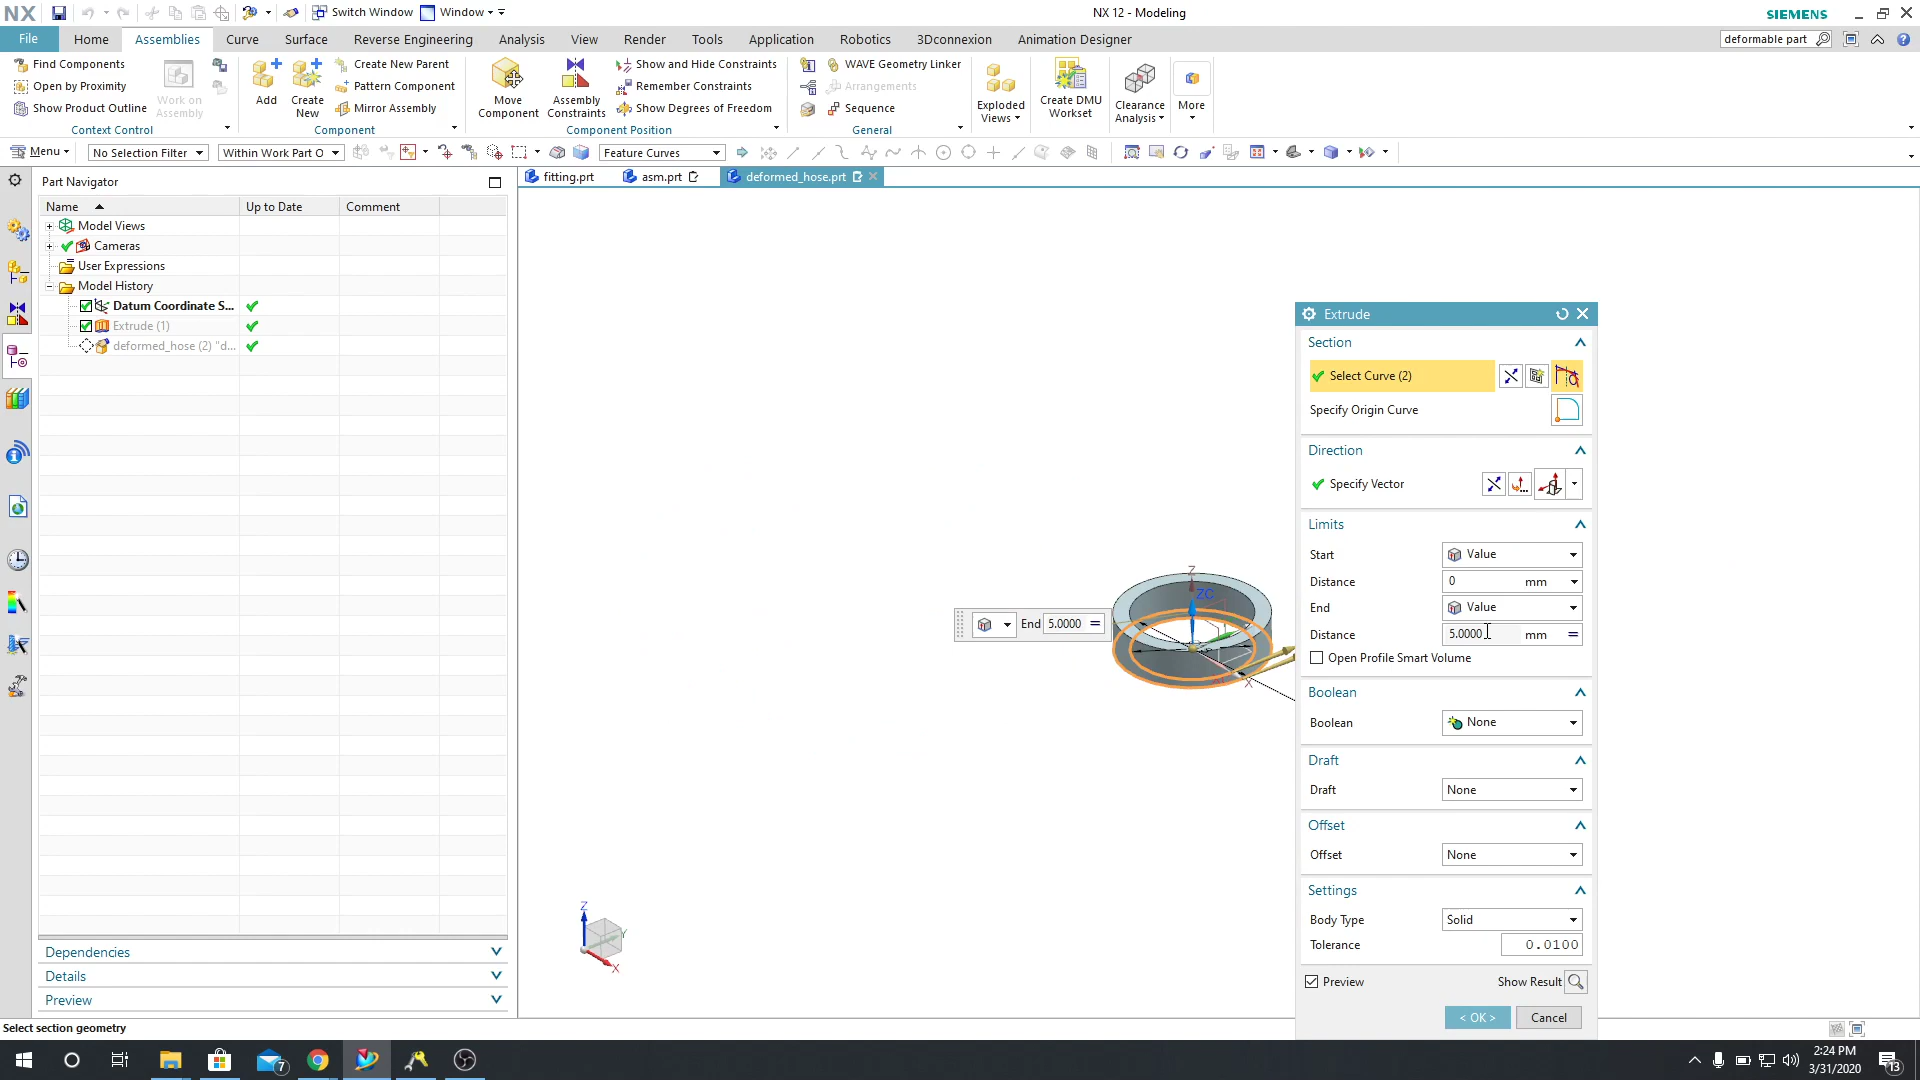 NX
Switch Window
Window
NX 12 - Modeling
SIEMENS
File
Home
Assemblies
Curve
Surface
Reverse Engineering
Analysis
View
Render
Tools
Application
Robotics
3Dconnexion
Animation Designer
deformable part
Find Components
Open by Proximity
Show Product Outline
Work on Assembly
Context Control
Add
Create New
Create New Parent
Pattern Component
Mirror Assembly
Component
Move Component
Assembly Constraints
Show and Hide Constraints
Remember Constraints
Show Degrees of Freedom
Component Position
WAVE Geometry Linker
Arrangements
Sequence
General
Exploded Views
Create DMU Workset
Clearance Analysis
More
Menu
No Selection Filter
Within Work Part O
Feature Curves
Part Navigator
fitting.prt
asm.prt
deformed_hose.prt
Name
Up to Date
Comment
Model Views
Cameras
User Expressions
Model History
Datum Coordinate S...
Extrude (1)
deformed_hose (2) "d...
Dependencies
Details
Preview
End 5.0000
Z
ZC
X
Z
Y
X
Extrude
Section
Select Curve (2)
Specify Origin Curve
Direction
Specify Vector
Limits
Start
Value
Distance
0 mm
End
Value
Distance
5.0000 mm
Open Profile Smart Volume
Boolean
Boolean
None
Draft
Draft
None
Offset
Offset
None
Settings
Body Type
Solid
Tolerance
0.0100
Preview
Show Result
< OK >
Cancel
Select section geometry
7
2:24 PM
3/31/2020
13